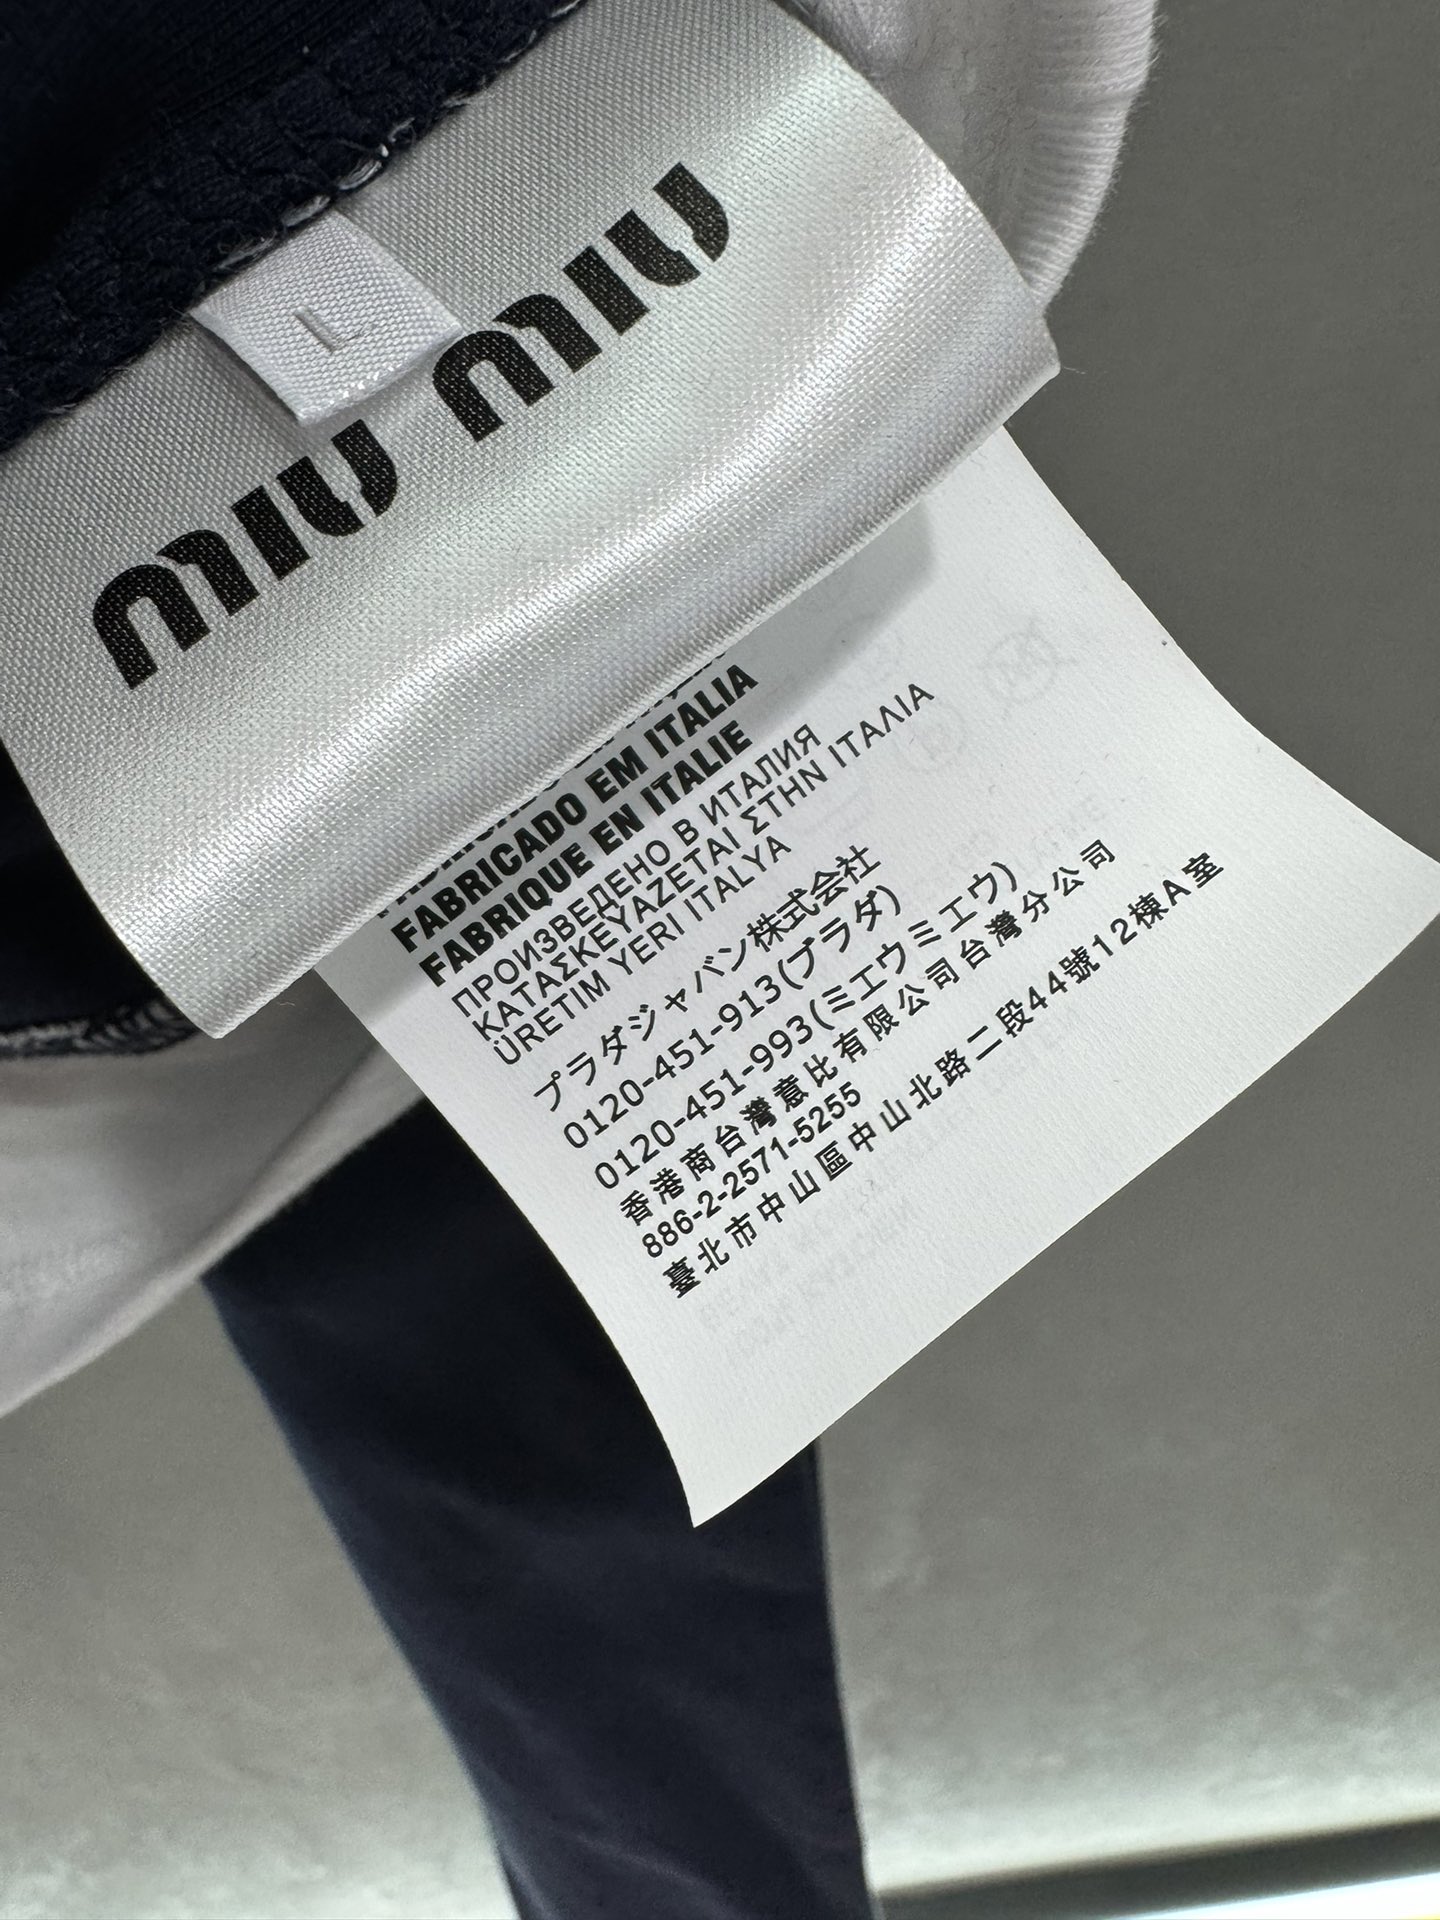 L
miu miu
FABRICADO EM ITALIA
FABRIQUE EN ITALIE
ПРОИЗВЕДЕНО В ИТАЛИЯ
ΚΑΤΑΣΚΕΥΑΖΕΤΑΙ ΣΤΗΝ ΙΤΑΛΙΑ
ÜRETIM YERI ITALYA
プラダジャパン株式会社
0120-451-913(プラダ)
0120-451-993(ミエウミエウ)
香港商台灣意比有限公司台灣分公司
886-2-2571-5255
臺北市中山區中山北路二段44號12棟A室